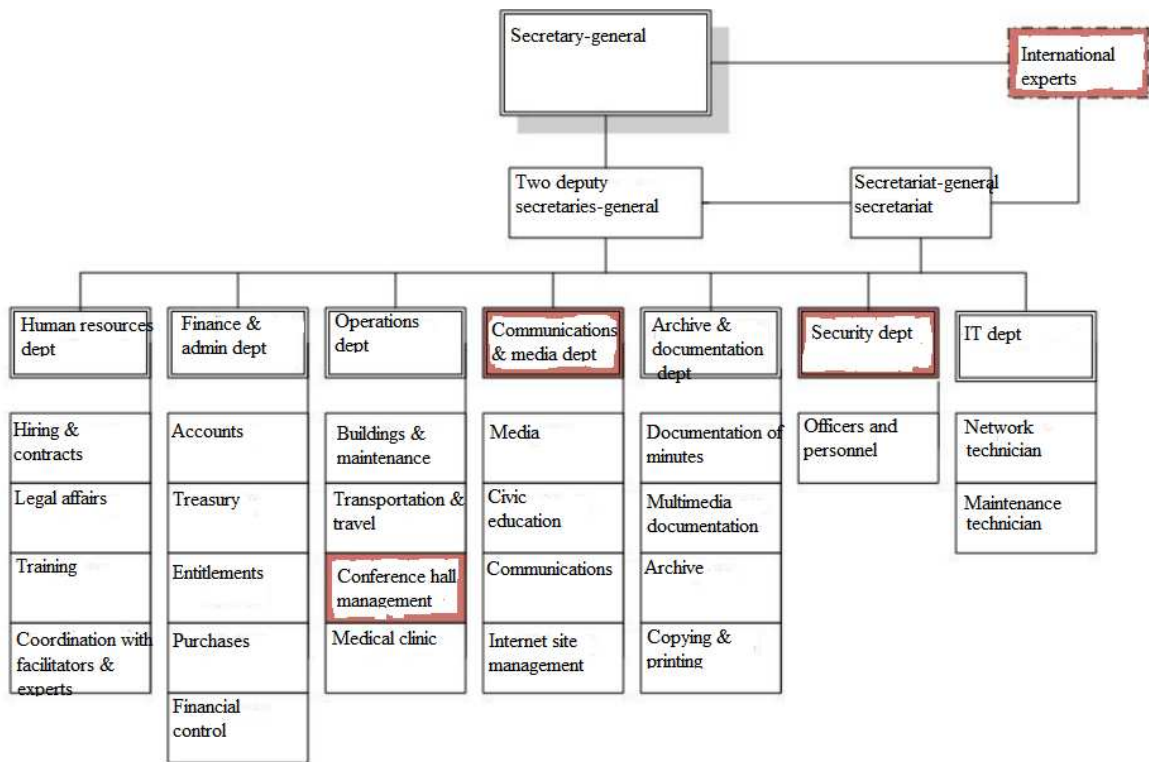 Secretary-general
International
experts
Two deputy
secretaries-general
Secretariat-general
secretariat
Human resources
dept
Finance &
admin dept
Operations
dept
Communications
& media dept
Archive &
documentation
dept
Security dept
IT dept
Hiring &
contracts
Legal affairs
Training
Coordination with
facilitators &
experts
Accounts
Treasury
Entitlements
Purchases
Financial
control
Buildings &
maintenance
Transportation &
travel
Conference hall
management
Medical clinic
Media
Civic
education
Communications
Internet site
management
Documentation of
minutes
Multimedia
documentation
Archive
Copying &
printing
Officers and
personnel
Network
technician
Maintenance
technician